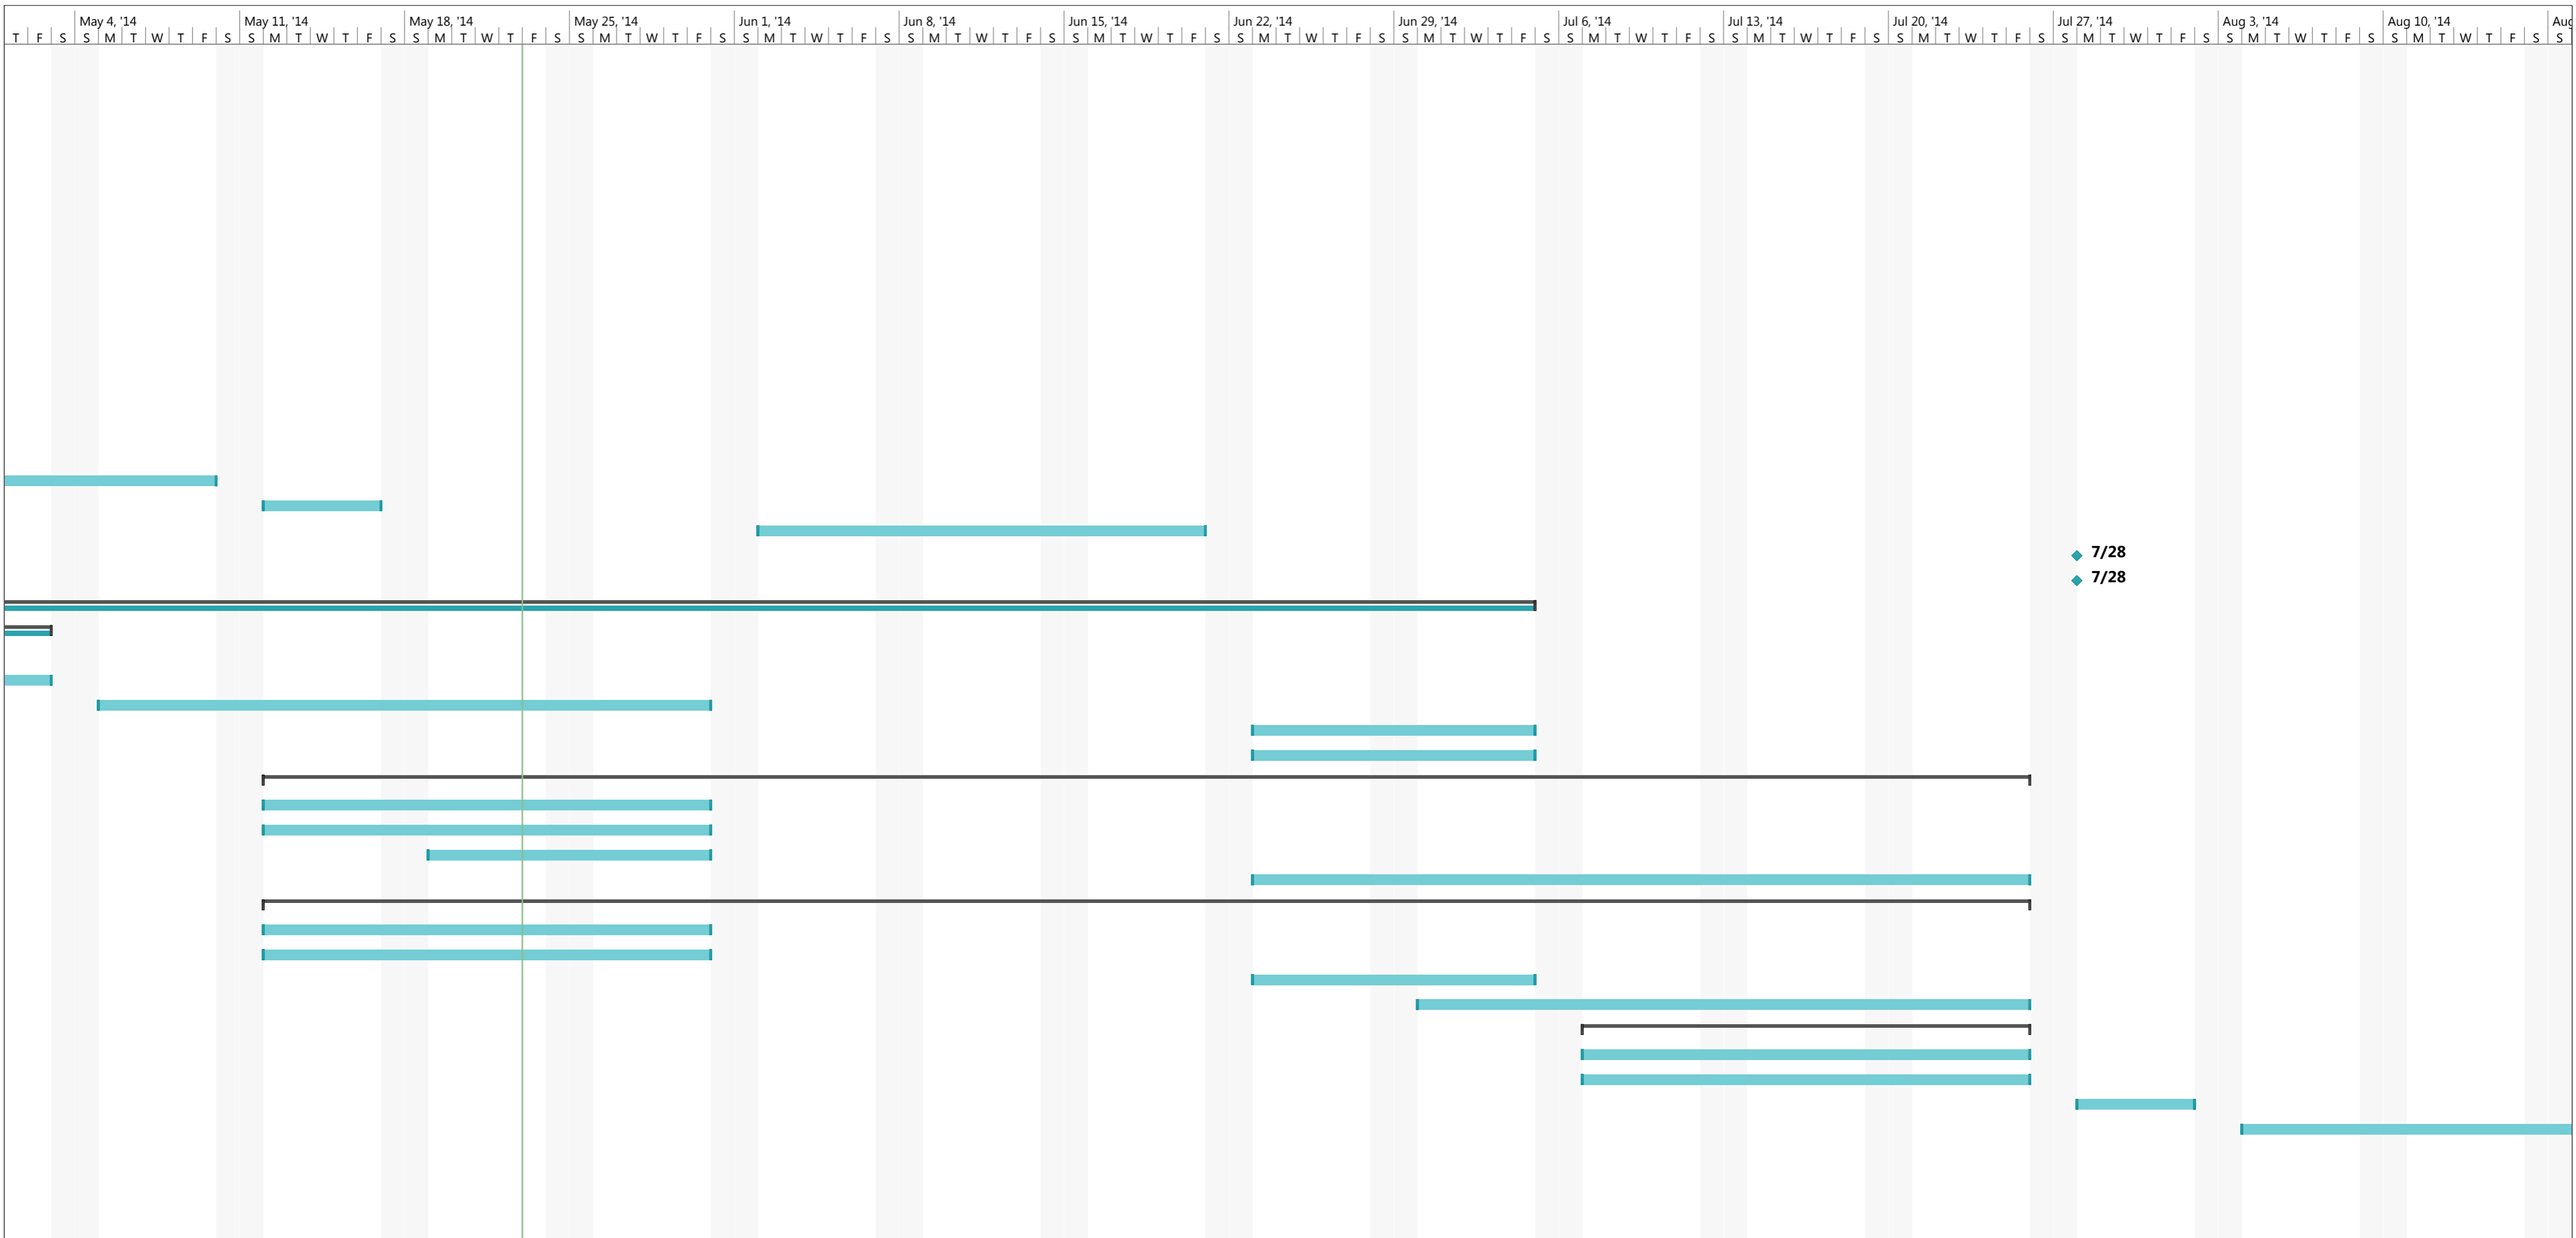 May 4, '14 May 11, '14 May 18, '14 May 25, '14 Jun 1, '14 Jun 8, '14 Jun 15, '14 Jun 22, '14 Jun 29, '14 Jul 6, '14 Jul 13, '14 Jul 20, '14 Jul 27, '14 Aug 3, '14 Aug 10, '14 Aug
T F S S M T W T F S S M T W T F S S M T W T F S S M T W T F S S M T W T F S S M T W T F S S M T W T F S S M T W T F S S M T W T F S S M T W T F S S M T W T F S S M T W T F S S M T W T F S S M T W T F S S M T W T F S S
7/28
7/28